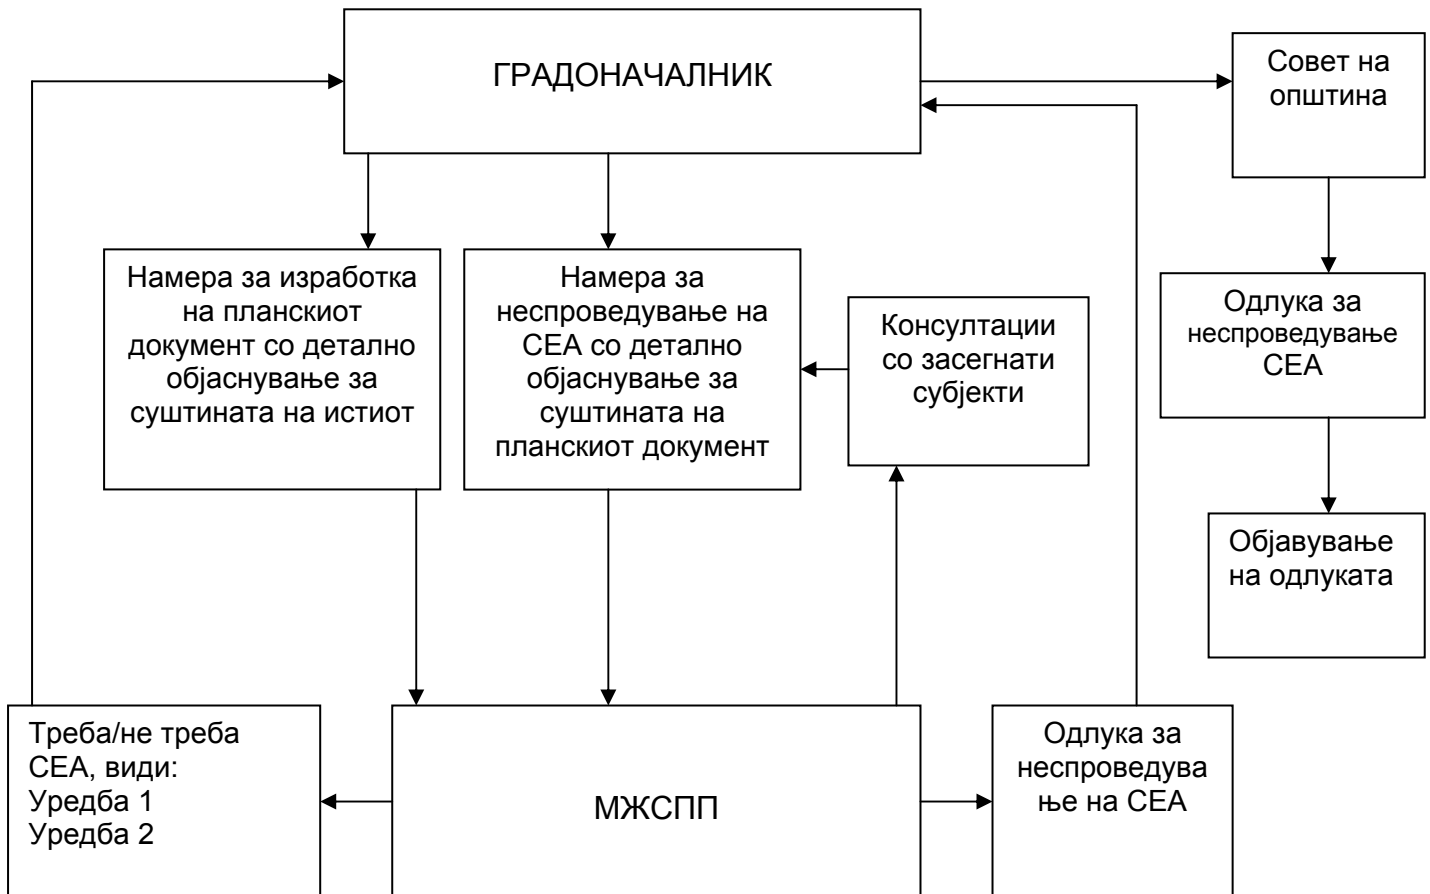 ГРАДОНАЧАЛНИК
Совет на
општина
Намера за изработка
на планскиот
документ со детално
објаснување за
суштината на истиот
Намера за
неспроведување на
СЕА со детално
објаснување за
суштината на
планскиот документ
Консултации
со засегнати
субјекти
Одлука за
неспроведување
СЕА
Објавување
на одлуката
Треба/не треба
СЕА, види:
Уредба 1
Уредба 2
МЖСПП
Одлука за
неспроведува
ње на СЕА